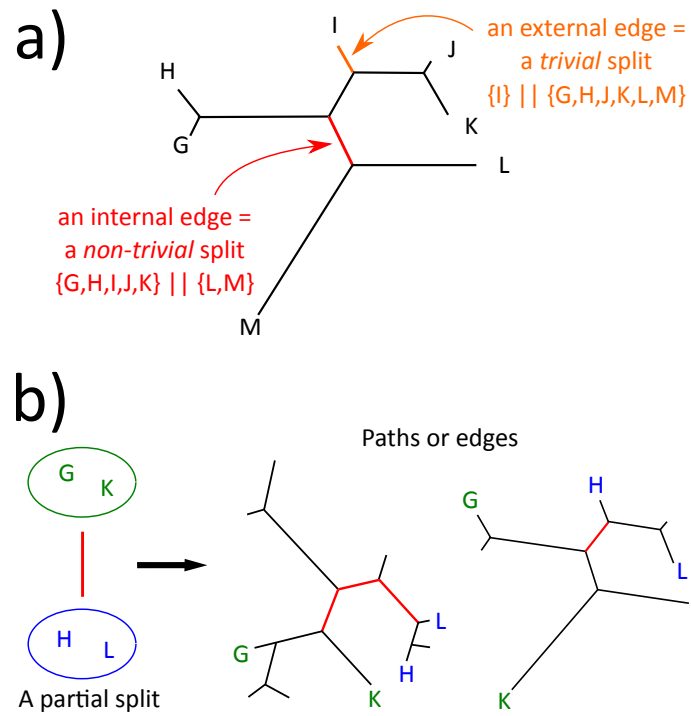 a)
I
J
H
G
K
L
M
an external edge =
a trivial split
{I} || {G,H,J,K,L,M}
an internal edge =
a non-trivial split
{G,H,I,J,K} || {L,M}
b)
Paths or edges
G
K
H
L
A partial split
G
K
L
H
G
H
L
K